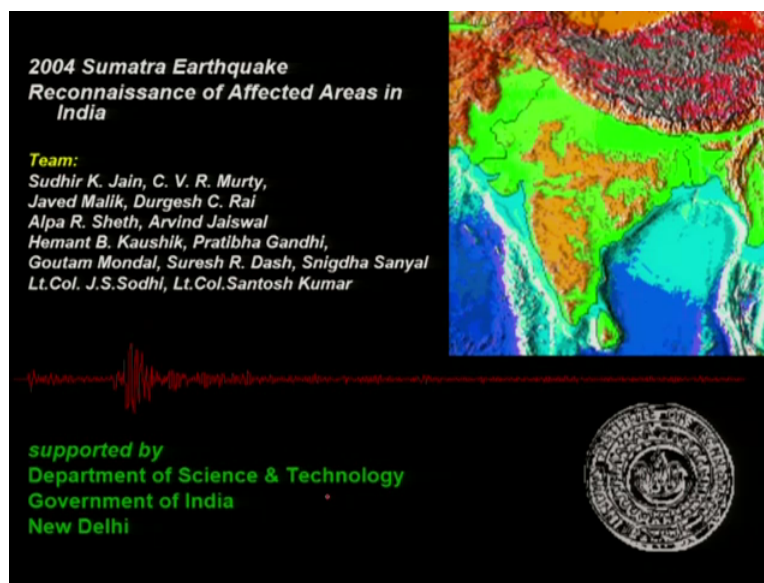 2004 Sumatra Earthquake
Reconnaissance of Affected Areas in
India
Team:
Sudhir K. Jain, C. V. R. Murty,
Javed Malik, Durgesh C. Rai
Alpa R. Sheth, Arvind Jaiswal
Hemant B. Kaushik, Pratibha Gandhi,
Goutam Mondal, Suresh R. Dash, Snigdha Sanyal
Lt.Col. J.S.Sodhi, Lt.Col.Santosh Kumar
supported by
Department of Science & Technology
Government of India
New Delhi